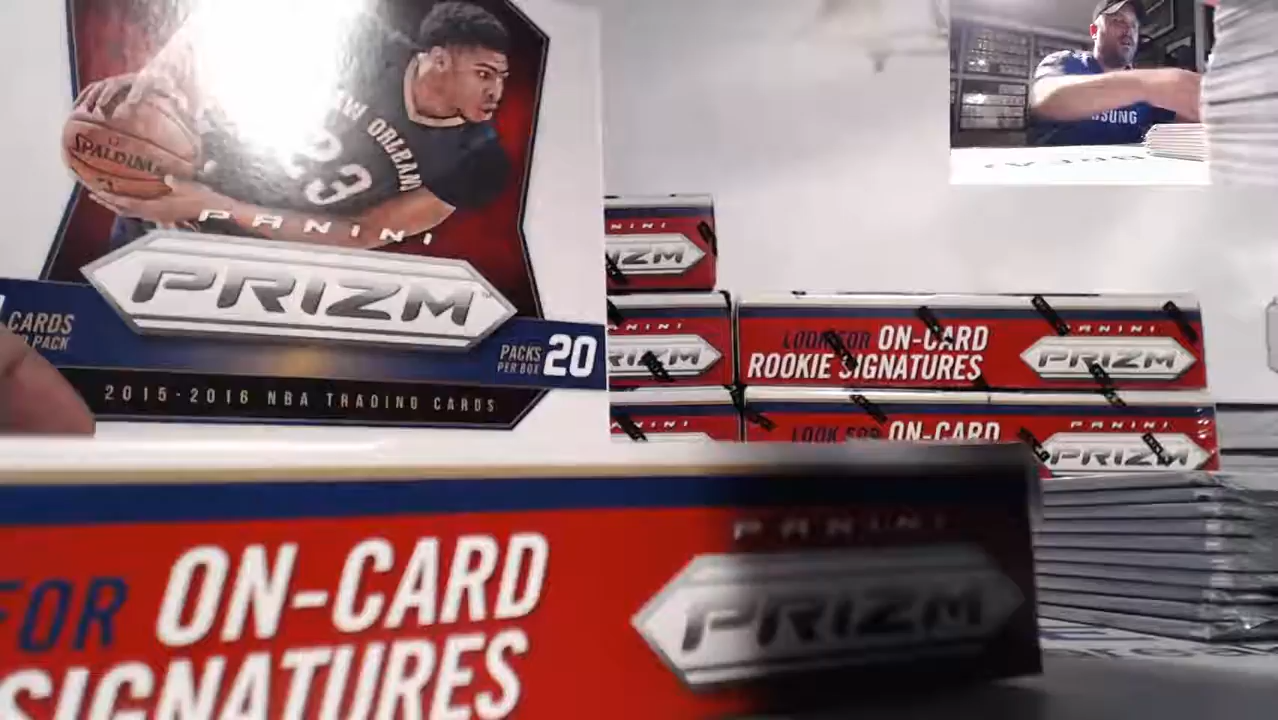 SPALDING
NEW ORLEANS
23
PANINI
PRIZM
CARDS
PACK
PACKS
PER BOX
20
2015-2016 NBA TRADING CARDS
SAMSUNG
PRIZM
LOOK FOR ON-CARD
ROOKIE SIGNATURES
PANINI
PRIZM
PRIZM
LOOK FOR ON-CARD
PANINI
PRIZM
FOR ON-CARD
SIGNATURES
PANINI
PRIZM